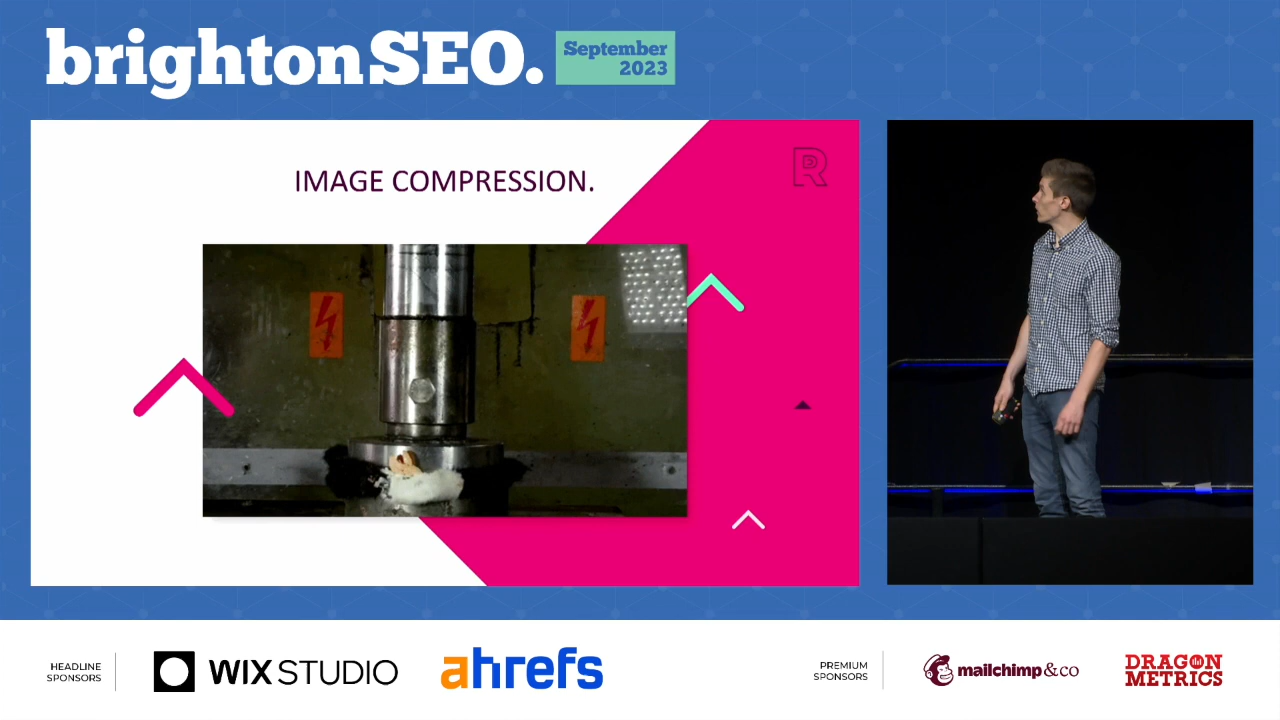 brightonSEO.
September
2023
IMAGE COMPRESSION.
R
HEADLINE
SPONSORS
WIX STUDIO
ahrefs
PREMIUM
SPONSORS
mailchimp&co
DRAGON
METRICS